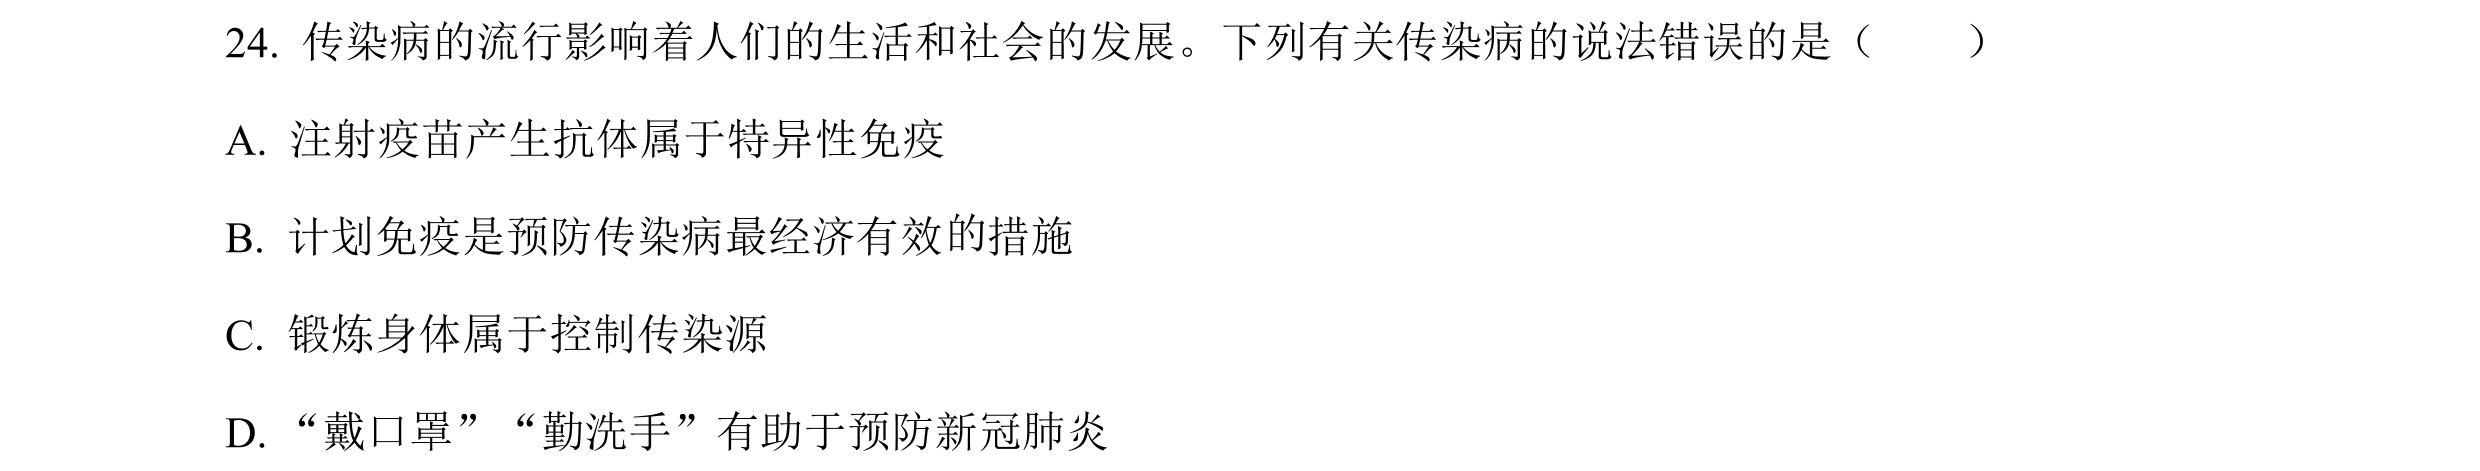 24. 传染病的流行影响着人们的生活和社会的发展。下列有关传染病的说法错误的是（　　）
A. 注射疫苗产生抗体属于特异性免疫
B. 计划免疫是预防传染病最经济有效的措施
C. 锻炼身体属于控制传染源
D. “戴口罩”“勤洗手”有助于预防新冠肺炎